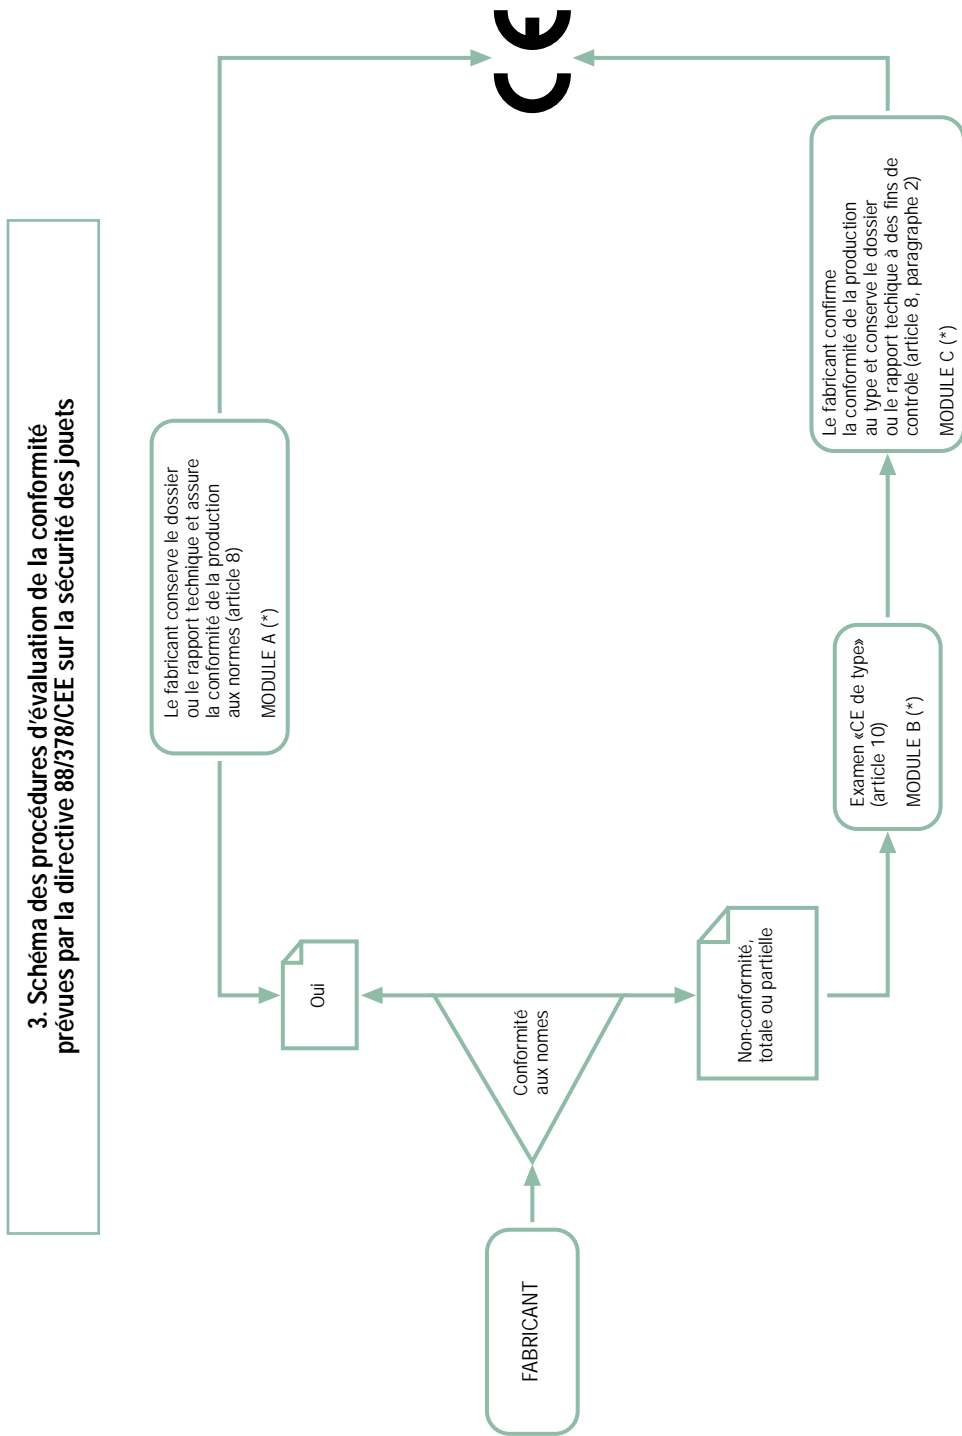 3. Schéma des procédures d'évaluation de la conformité
prévues par la directive 88/378/CEE sur la sécurité des jouets
FABRICANT
Conformité
aux nomes
Oui
Le fabricant conserve le dossier
ou le rapport technique et assure
la conformité de la production
aux normes (article 8)
MODULE A (*)
Non-conformité,
totale ou partielle
Examen «CE de type»
(article 10)
MODULE B (*)
Le fabricant confirme
la conformité de la production
au type et conserve le dossier
ou le rapport techique à des fins de
contrôle (article 8, paragraphe 2)
MODULE C (*)
CE